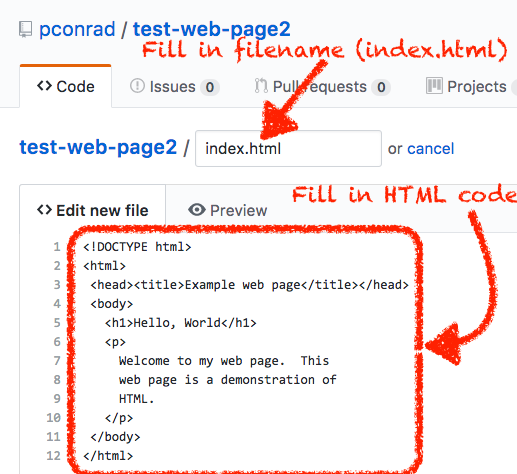 pconrad / test-web-page2
Fill in filename (index.html)
<> Code Issues 0 Pull requests 0 Projects
test-web-page2 / index.html or cancel
Fill in HTML code
<> Edit new file Preview
1 <!DOCTYPE html>
2 <html>
3 <head><title>Example web page</title></head>
4 <body>
5 <h1>Hello, World</h1>
6 <p>
7 Welcome to my web page.  This
8 web page is a demonstration of
9 HTML.
10 </p>
11 </body>
12 </html>